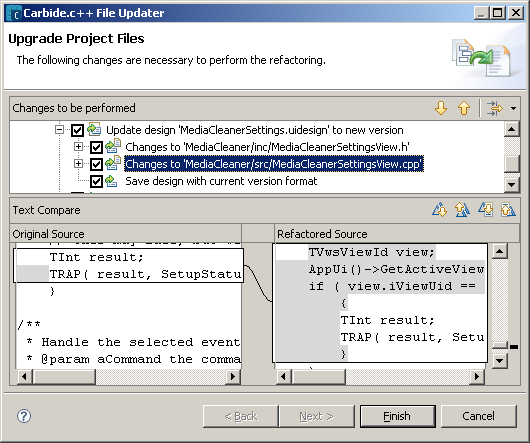 Carbide.c++ File Updater
Upgrade Project Files
The following changes are necessary to perform the refactoring.
Changes to be performed
Update design 'MediaCleanerSettings.uidesign' to new version
Changes to 'MediaCleaner/inc/MediaCleanerSettingsView.h'
Changes to 'MediaCleaner/src/MediaCleanerSettingsView.cpp'
Save design with current version format
Text Compare
Original Source
Refactored Source
TInt result;
TRAP( result, SetupStatu
}
/**
* Handle the selected event
* @param aCommand the comma
TVwsViewId view;
AppUi()->GetActiveView
if ( view.iViewUid ==
{
TInt result;
TRAP( result, Setu
}
< Back
Next >
Finish
Cancel